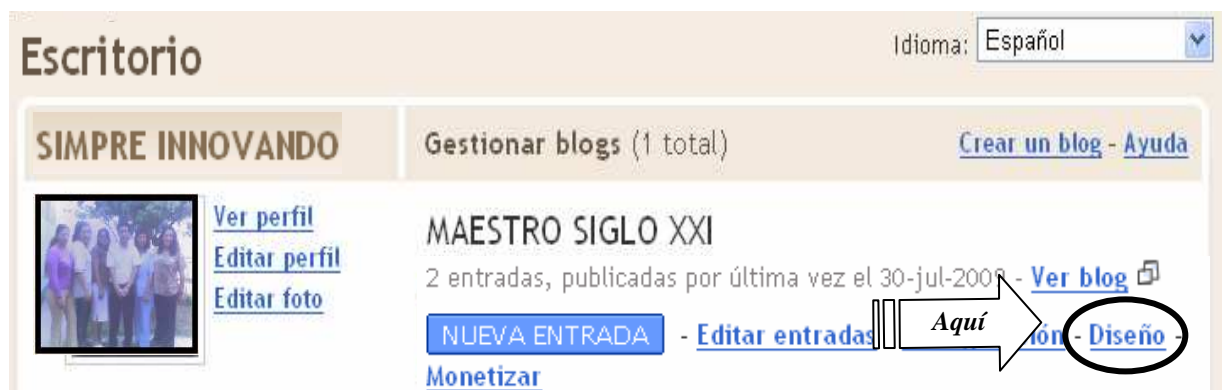 Escritorio
Idioma: Español
SIMPRE INNOVANDO
Gestionar blogs (1 total)
Crear un blog - Ayuda
Ver perfil
Editar perfil
Editar foto
MAESTRO SIGLO XXI
2 entradas, publicadas por última vez el 30-jul-2009 - Ver blog
NUEVA ENTRADA - Editar entradas Aquí ión - Diseño -
Monetizar